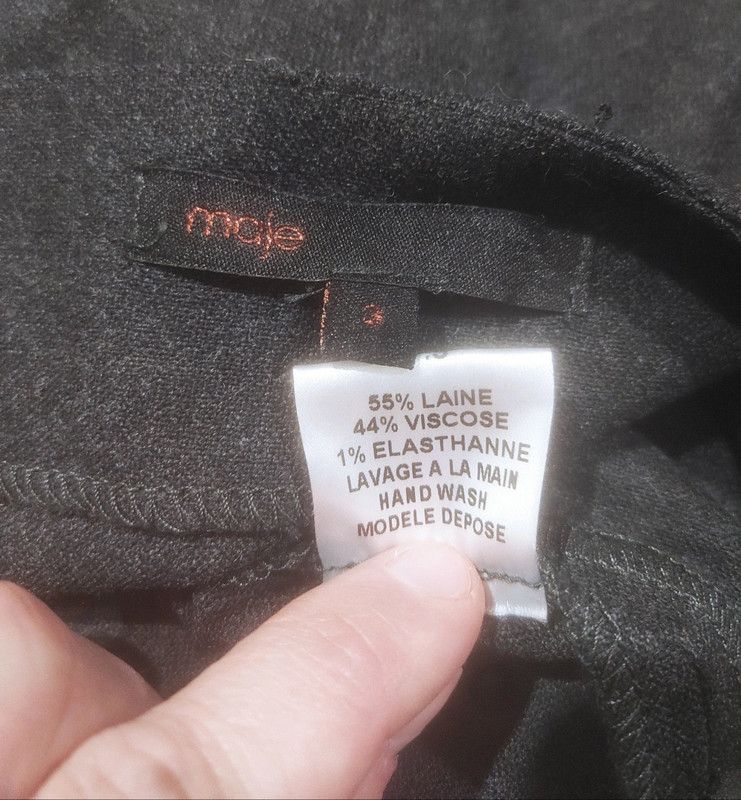 maje
3
55% LAINE
44% VISCOSE
1% ELASTHANNE
LAVAGE A LA MAIN
HAND WASH
MODELE DEPOSE